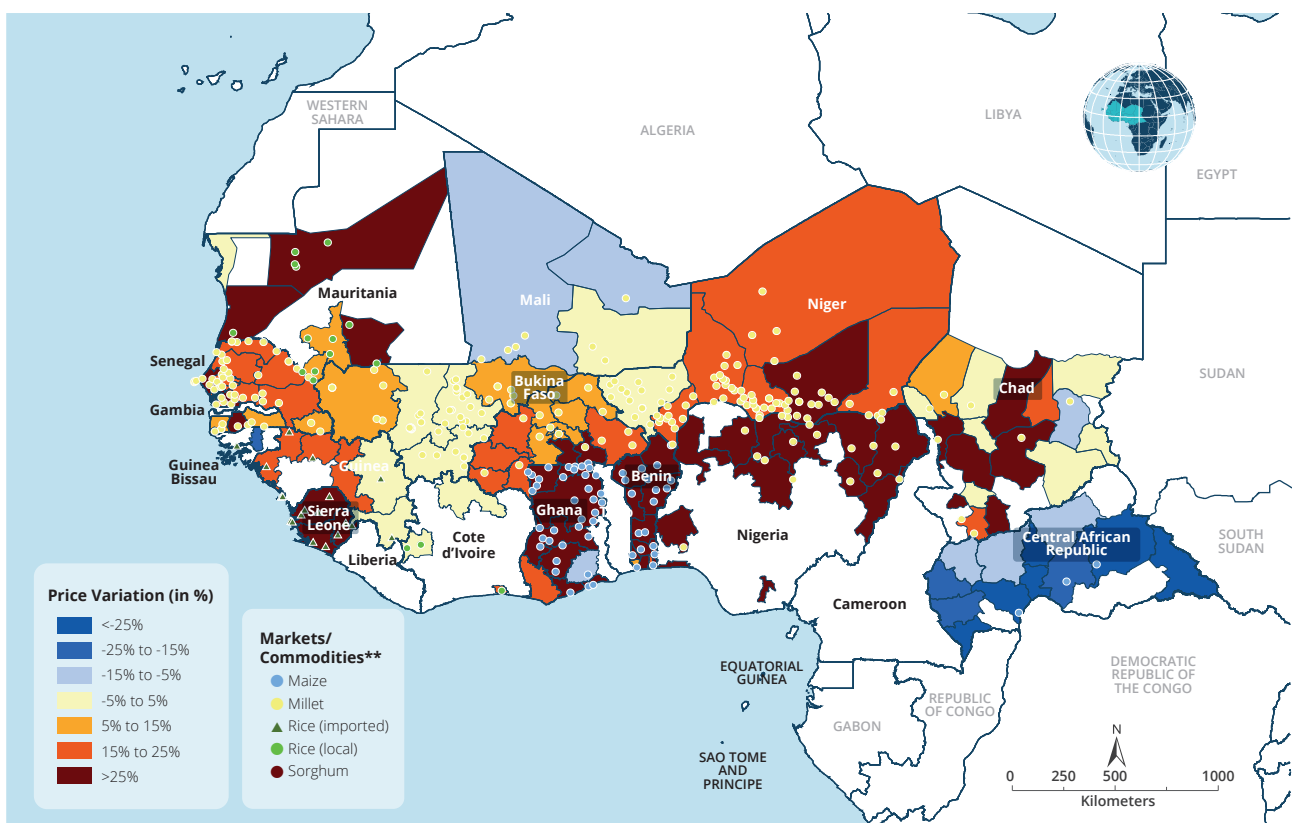 WESTERN
SAHARA
ALGERIA
LIBYA
EGYPT
Mauritania
Mali
Niger
Senegal
Bukina
Faso
Chad
SUDAN
Gambia
Guinea
Bissau
Guinea
Benin
Sierra
Leone
Ghana
Liberia
Cote
d'Ivoire
Nigeria
Central African
Republic
SOUTH
SUDAN
Cameroon
EQUATORIAL
GUINEA
GABON
REPUBLIC
OF CONGO
DEMOCRATIC
REPUBLIC OF
THE CONGO
SAO TOME
AND
PRINCIPE
Price Variation (in %)
<-25%
-25% to -15%
-15% to -5%
-5% to 5%
5% to 15%
15% to 25%
>25%
Markets/
Commodities**
Maize
Millet
Rice (imported)
Rice (local)
Sorghum
N
0 250 500 1000
Kilometers